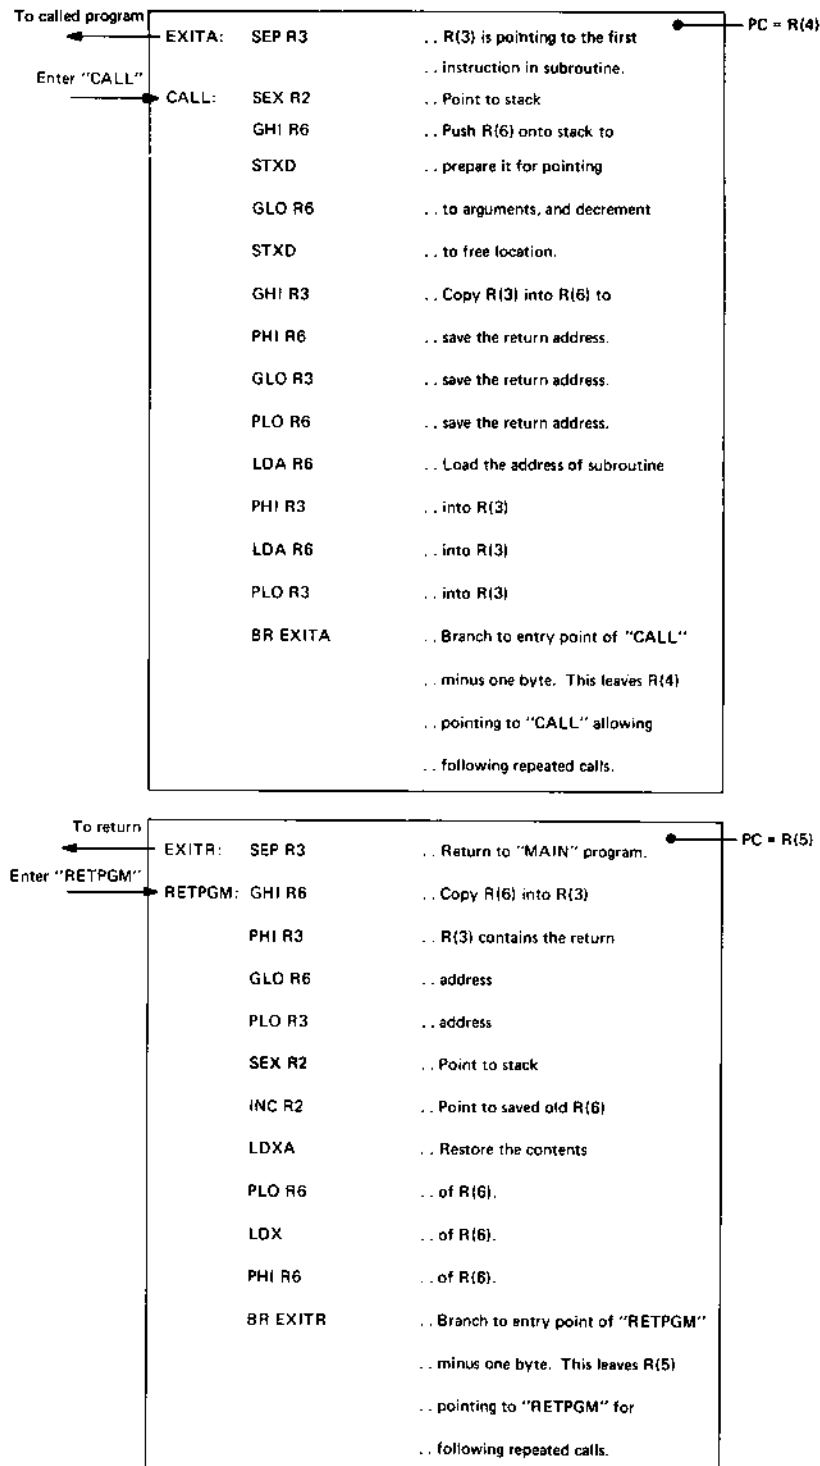 To called program
EXITA: SEP R3 .. R(3) is pointing to the first PC = R(4)
.. instruction in subroutine.
Enter "CALL"
CALL: SEX R2 .. Point to stack
GHI R6 .. Push R(6) onto stack to
STXD .. prepare it for pointing
GLO R6 .. to arguments, and decrement
STXD .. to free location.
GHI R3 .. Copy R(3) into R(6) to
PHI R6 .. save the return address.
GLO R3 .. save the return address.
PLO R6 .. save the return address.
LDA R6 .. Load the address of subroutine
PHI R3 .. into R(3)
LDA R6 .. into R(3)
PLO R3 .. into R(3)
BR EXITA .. Branch to entry point of "CALL"
.. minus one byte. This leaves R(4)
.. pointing to "CALL" allowing
.. following repeated calls.
To return
EXITR: SEP R3 .. Return to "MAIN" program. PC = R(5)
Enter "RETPGM"
RETPGM: GHI R6 .. Copy R(6) into R(3)
PHI R3 .. R(3) contains the return
GLO R6 .. address
PLO R3 .. address
SEX R2 .. Point to stack
INC R2 .. Point to saved old R(6)
LDXA .. Restore the contents
PLO R6 .. of R(6).
LDX .. of R(6).
PHI R6 .. of R(6).
BR EXITR .. Branch to entry point of "RETPGM"
.. minus one byte. This leaves R(5)
.. pointing to "RETPGM" for
.. following repeated calls.